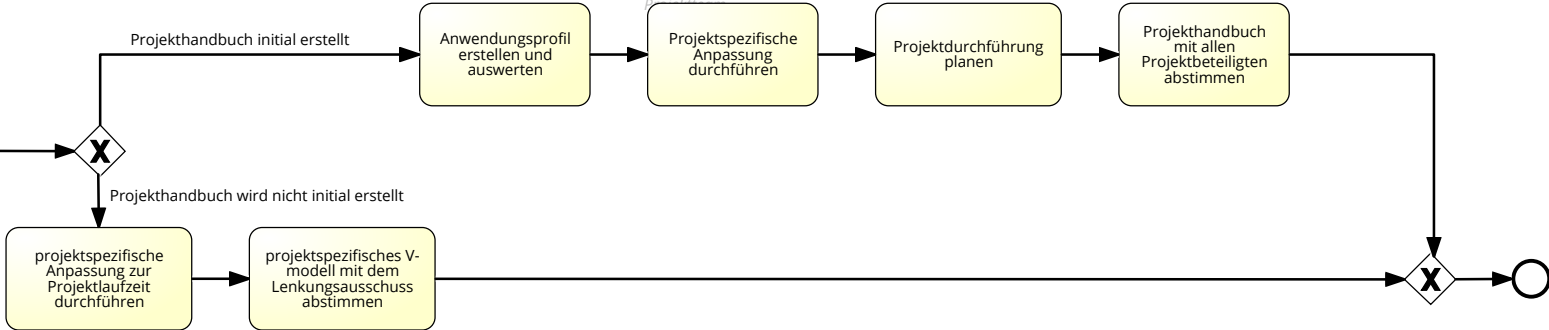 Projekthandbuch initial erstellt
Anwendungsprofil
erstellen und
auswerten
Projektspezifische
Anpassung
durchführen
Projektdurchführung
planen
Projekthandbuch
mit allen
Projektbeteiligten
abstimmen
X
Projekthandbuch wird nicht initial erstellt
projektspezifische
Anpassung zur
Projektlaufzeit
durchführen
projektspezifisches V-
modell mit dem
Lenkungsausschuss
abstimmen
X